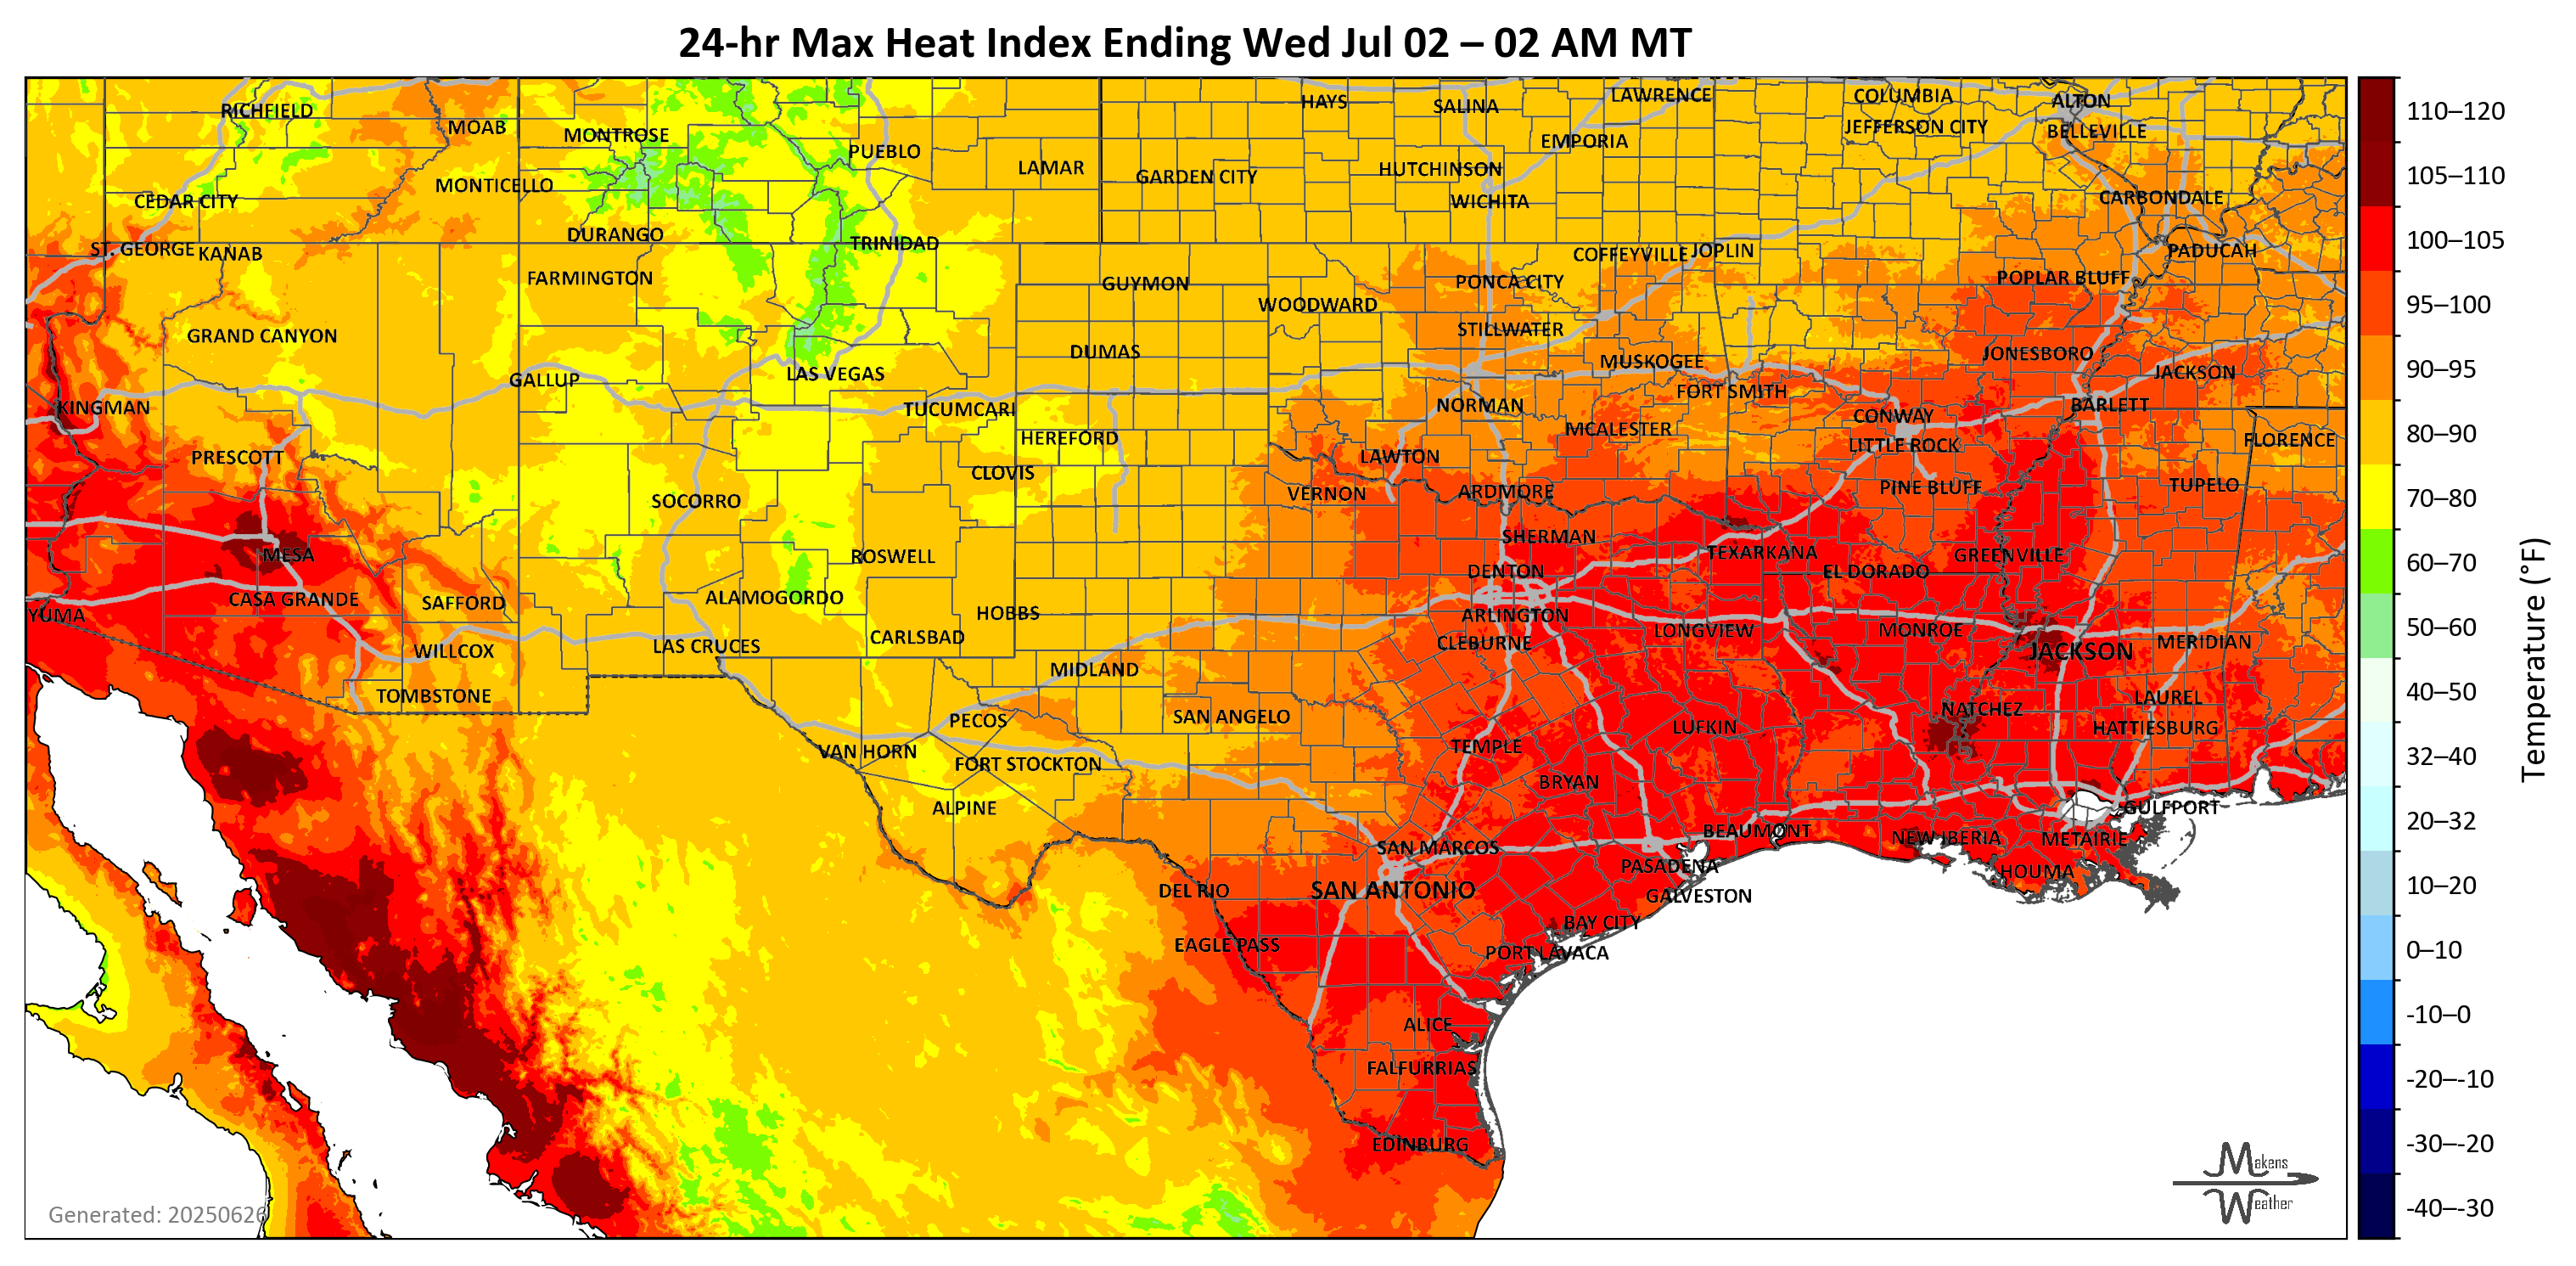 24-hr Max Heat Index Ending Wed Jul 02 – 02 AM MT
RICHFIELD
MOAB
MONTROSE
PUEBLO
LAMAR
HAYS
SALINA
LAWRENCE
COLUMBIA
ALTON
GARDEN CITY
HUTCHINSON
EMPORIA
JEFFERSON CITY
BELLEVILLE
CEDAR CITY
MONTICELLO
WICHITA
CARBONDALE
ST. GEORGE
KANAB
DURANGO
TRINIDAD
COFFEYVILLE
JOPLIN
PADUCAH
FARMINGTON
GUYMON
WOODWARD
PONCA CITY
POPLAR BLUFF
GRAND CANYON
DUMAS
STILLWATER
MUSKOGEE
JONESBORO
GALLUP
LAS VEGAS
FORT SMITH
JACKSON
KINGMAN
TUCUMCARI
NORMAN
CONWAY
BARLETT
HEREFORD
MCALESTER
LITTLE ROCK
FLORENCE
PRESCOTT
CLOVIS
LAWTON
SOCORRO
VERNON
ARDMORE
PINE BLUFF
TUPELO
MESA
ROSWELL
SHERMAN
TEXARKANA
GREENVILLE
DENTON
EL DORADO
YUMA
CASA GRANDE
SAFFORD
ALAMOGORDO
HOBBS
ARLINGTON
WILLCOX
LAS CRUCES
CARLSBAD
CLEBURNE
LONGVIEW
MONROE
JACKSON
MERIDIAN
TOMBSTONE
MIDLAND
PECOS
SAN ANGELO
LUFKIN
NATCHEZ
LAUREL
HATTIESBURG
VAN HORN
FORT STOCKTON
TEMPLE
BRYAN
ALPINE
GULFPORT
SAN MARCOS
BEAUMONT
NEW IBERIA
METAIRIE
DEL RIO
SAN ANTONIO
PASADENA
HOUMA
GALVESTON
EAGLE PASS
BAY CITY
PORT LAVACA
ALICE
FALFURRIAS
EDINBURG
Generated: 20250626
Makens
Weather
110–120
105–110
100–105
95–100
90–95
80–90
70–80
60–70
50–60
40–50
32–40
20–32
10–20
0–10
-10–0
-20–-10
-30–-20
-40–-30
Temperature (°F)